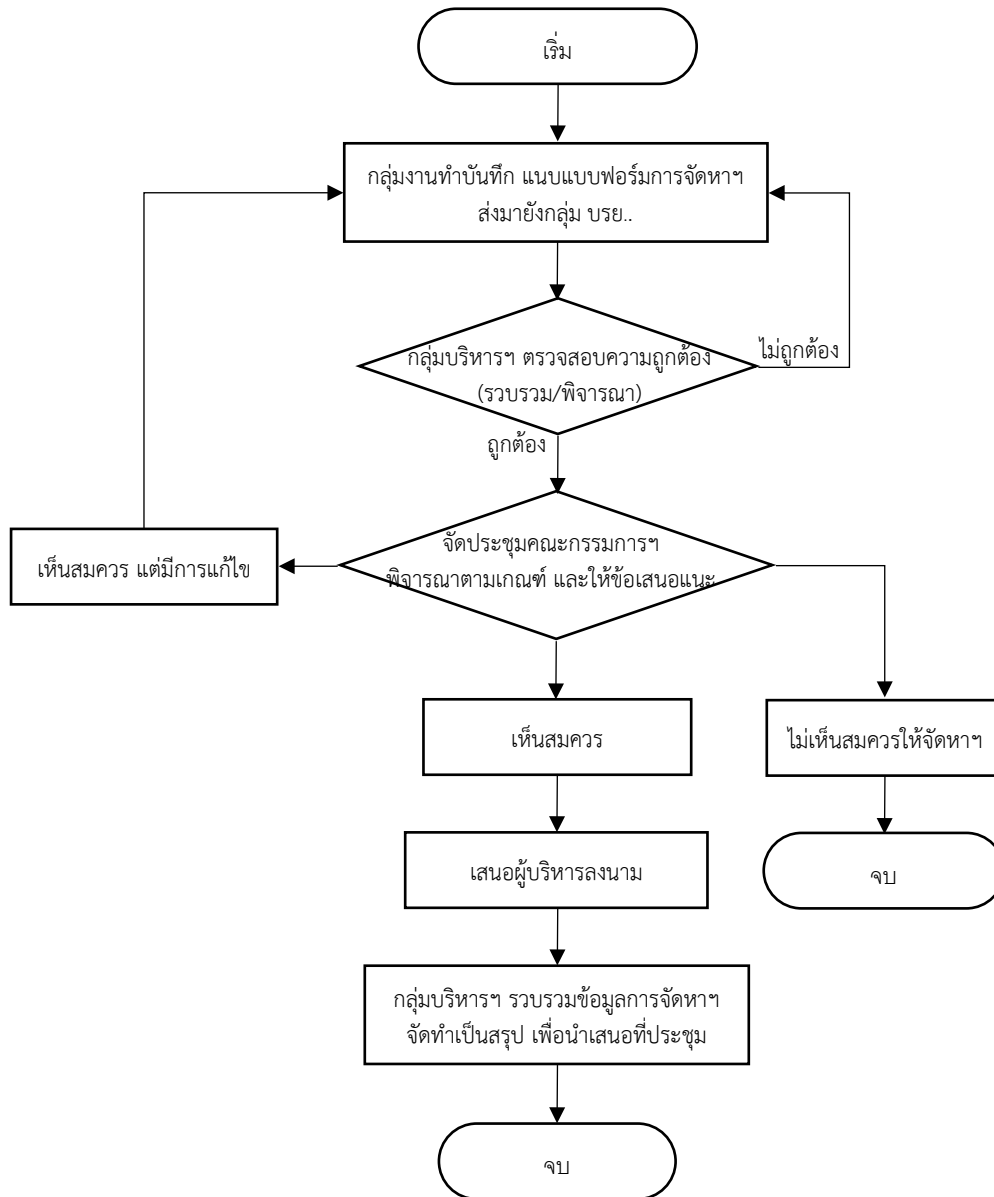 เริ่ม
กลุ่มงานทำบันทึก แนบแบบฟอร์มการจัดหาฯ
ส่งมายังกลุ่ม บรย..
กลุ่มบริหารฯ ตรวจสอบความถูกต้อง
(รวบรวม/พิจารณา)
ไม่ถูกต้อง
ถูกต้อง
จัดประชุมคณะกรรมการฯ
พิจารณาตามเกณฑ์ และให้ข้อเสนอแนะ
เห็นสมควร แต่มีการแก้ไข
เห็นสมควร
ไม่เห็นสมควรให้จัดหาฯ
เสนอผู้บริหารลงนาม
จบ
กลุ่มบริหารฯ รวบรวมข้อมูลการจัดหาฯ
จัดทำเป็นสรุป เพื่อนำเสนอที่ประชุม
จบ